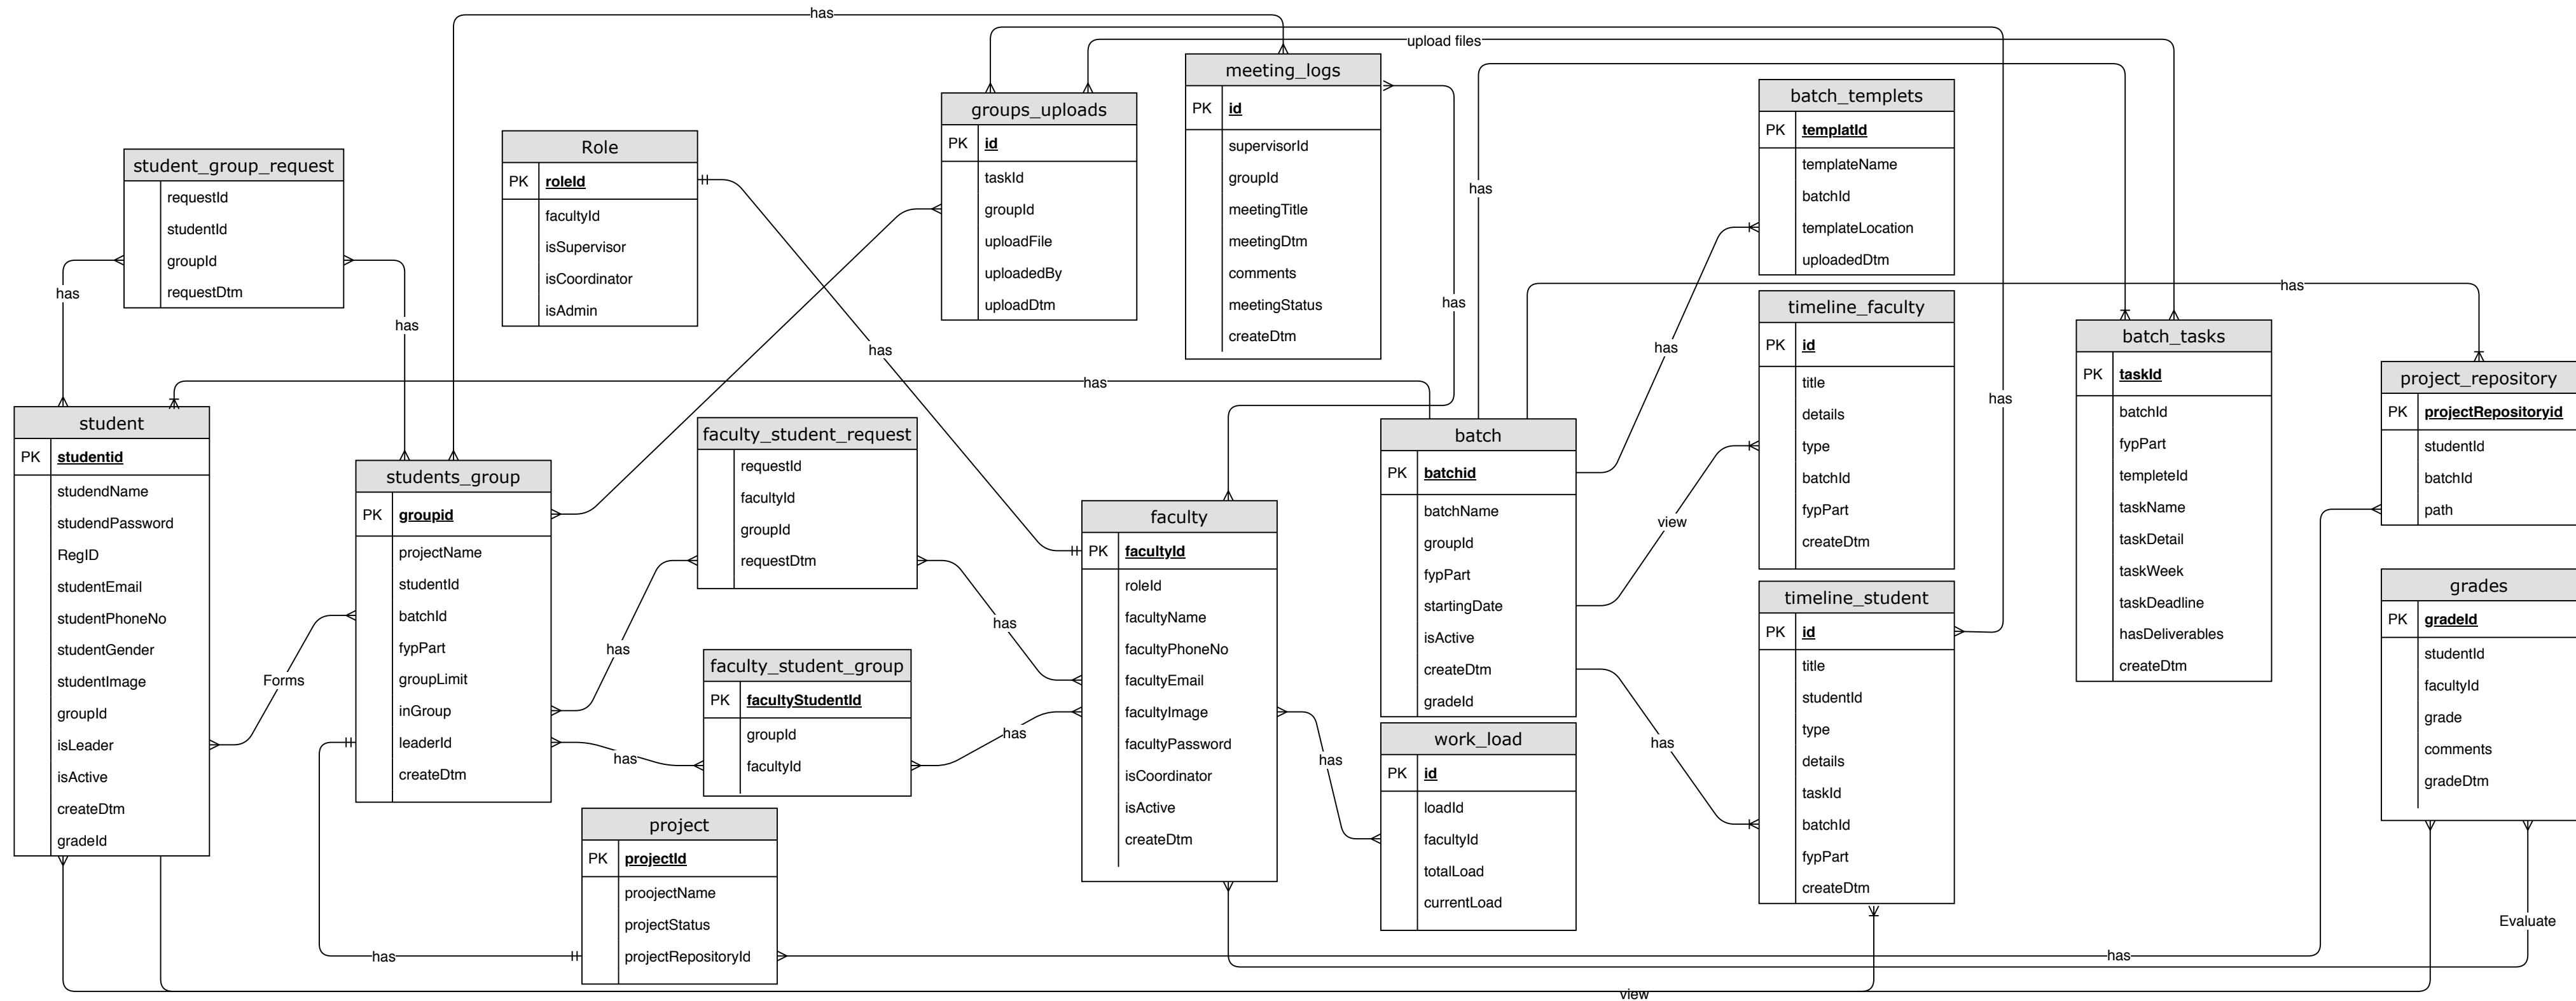 has
upload files
meeting_logs
PK id
supervisorId
groupId
meetingTitle
meetingDtm
comments
meetingStatus
createDtm
groups_uploads
PK id
taskId
groupId
uploadFile
uploadedBy
uploadDtm
batch_templets
PK templatId
templateName
batchId
templateLocation
uploadedDtm
Role
PK roleId
facultyId
isSupervisor
isCoordinator
isAdmin
student_group_request
requestId
studentId
groupId
requestDtm
has
has
has
has
has
has
has
has
has
timeline_faculty
PK id
title
details
type
batchId
fypPart
createDtm
batch_tasks
PK taskId
batchId
fypPart
templeteId
taskName
taskDetail
taskWeek
taskDeadline
hasDeliverables
createDtm
project_repository
PK projectRepositoryid
studentId
batchId
path
student
PK studentid
studendName
studendPassword
RegID
studentEmail
studentPhoneNo
studentGender
studentImage
groupId
isLeader
isActive
createDtm
gradeId
students_group
PK groupid
projectName
studentId
batchId
fypPart
groupLimit
inGroup
leaderId
createDtm
faculty_student_request
requestId
facultyId
groupId
requestDtm
faculty
PK facultyId
roleId
facultyName
facultyPhoneNo
facultyEmail
facultyImage
facultyPassword
isCoordinator
isActive
createDtm
batch
PK batchid
batchName
groupId
fypPart
startingDate
isActive
createDtm
gradeId
view
has
has
Forms
has
has
has
has
faculty_student_group
PK facultyStudentId
groupId
facultyId
timeline_student
PK id
title
studentId
type
details
taskId
batchId
fypPart
createDtm
grades
PK gradeId
studentId
facultyId
grade
comments
gradeDtm
work_load
PK id
loadId
facultyId
totalLoad
currentLoad
project
PK projectId
proojectName
projectStatus
projectRepositoryId
Evaluate
has
has
view